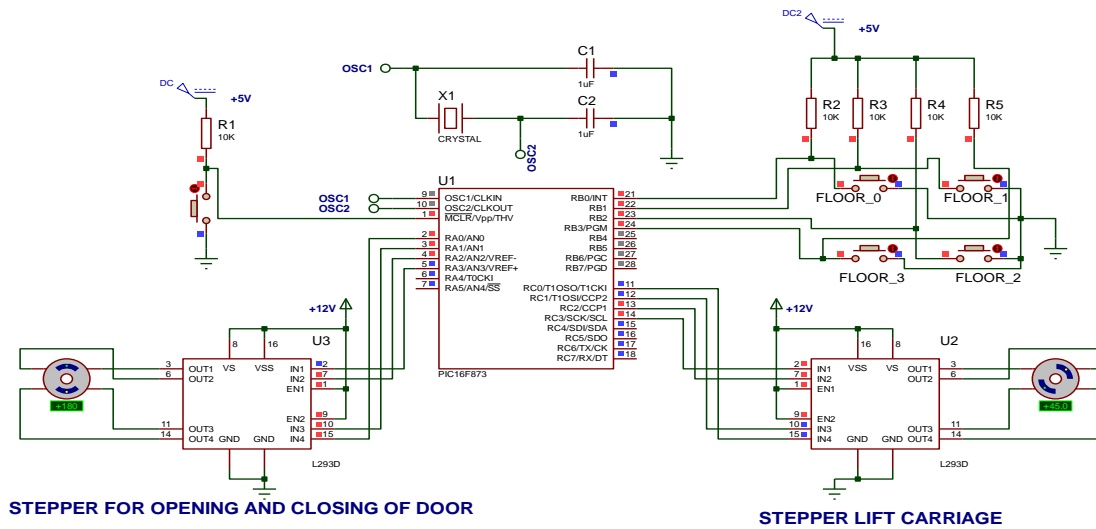 DC2
+5V
C1
OSC1
1uF
DC
+5V
X1
C2
R1
10K
CRYSTAL
1uF
OSC2
R2
10K
R3
10K
R4
10K
R5
10K
U1
OSC1
OSC2
9
10
1
OSC1/CLKIN
OSC2/CLKOUT
MCLR/Vpp/THV
2
3
4
5
6
7
RA0/AN0
RA1/AN1
RA2/AN2/VREF-
RA3/AN3/VREF+
RA4/T0CKI
RA5/AN4/SS
RB0/INT
RB1
RB2
RB3/PGM
RB4
RB5
RB6/PGC
RB7/PGD
21
22
23
24
25
26
27
28
RC0/T1OSO/T1CKI
RC1/T1OSI/CCP2
RC2/CCP1
RC3/SCK/SCL
RC4/SDI/SDA
RC5/SDO
RC6/TX/CK
RC7/RX/DT
11
12
13
14
15
16
17
18
PIC16F873
FLOOR_0
FLOOR_1
FLOOR_3
FLOOR_2
+12V
U3
8
16
VS
VSS
3
6
OUT1
OUT2
11
14
OUT3
OUT4
GND
GND
IN1
IN2
EN1
2
7
1
EN2
IN3
IN4
9
10
15
L293D
+180
+12V
U2
16
8
VSS
VS
2
7
1
IN1
IN2
EN1
9
10
15
EN2
IN3
IN4
GND
GND
OUT1
OUT2
3
6
OUT3
OUT4
11
14
L293D
+45.0
STEPPER FOR OPENING AND CLOSING OF DOOR
STEPPER LIFT CARRIAGE